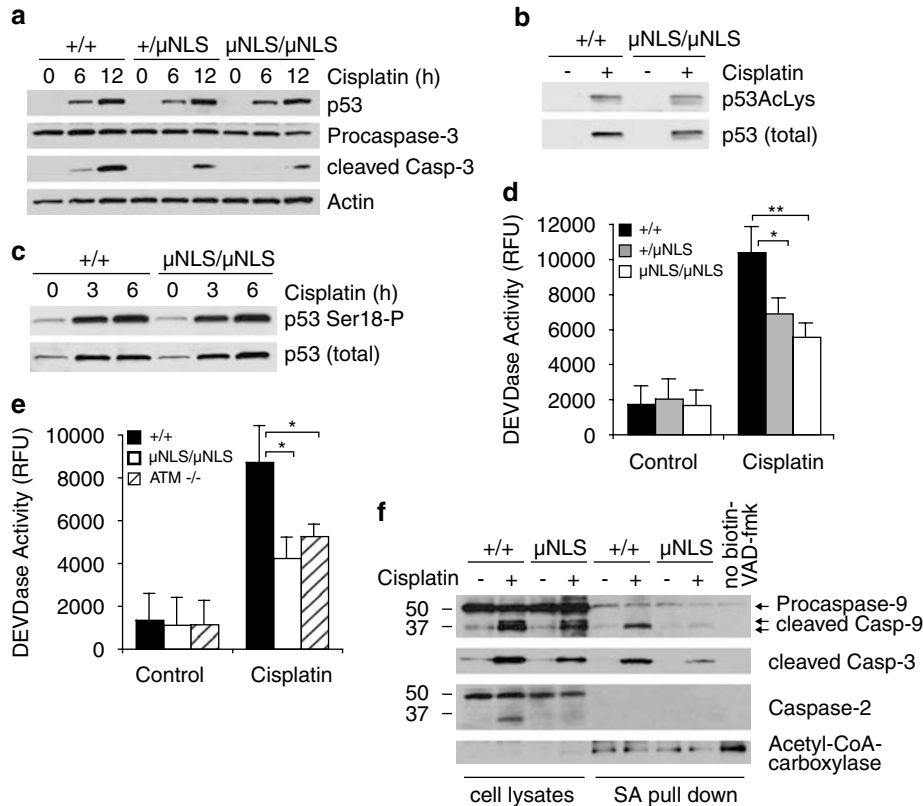 a
+/+ +/µNLS µNLS/µNLS
0 6 12 0 6 12 0 6 12 Cisplatin (h)
p53
Procaspase-3
cleaved Casp-3
Actin
b
+/+ µNLS/µNLS
- + - + Cisplatin
p53AcLys
p53 (total)
c
+/+ µNLS/µNLS
0 3 6 0 3 6 Cisplatin (h)
p53 Ser18-P
p53 (total)
d
DEVDase Activity (RFU)
12000
10000
8000
6000
4000
2000
0
+/+
+/µNLS
µNLS/µNLS
**
*
Control Cisplatin
e
DEVDase Activity (RFU)
10000
8000
6000
4000
2000
0
+/+
µNLS/µNLS
ATM -/-
*
*
Control Cisplatin
f
+/+ µNLS +/+ µNLS
no biotin-
VAD-fmk
Cisplatin - + - + - + - +
50 –
37 –
Procaspase-9
cleaved Casp-9
cleaved Casp-3
50 –
37 –
Caspase-2
Acetyl-CoA-
carboxylase
cell lysates SA pull down